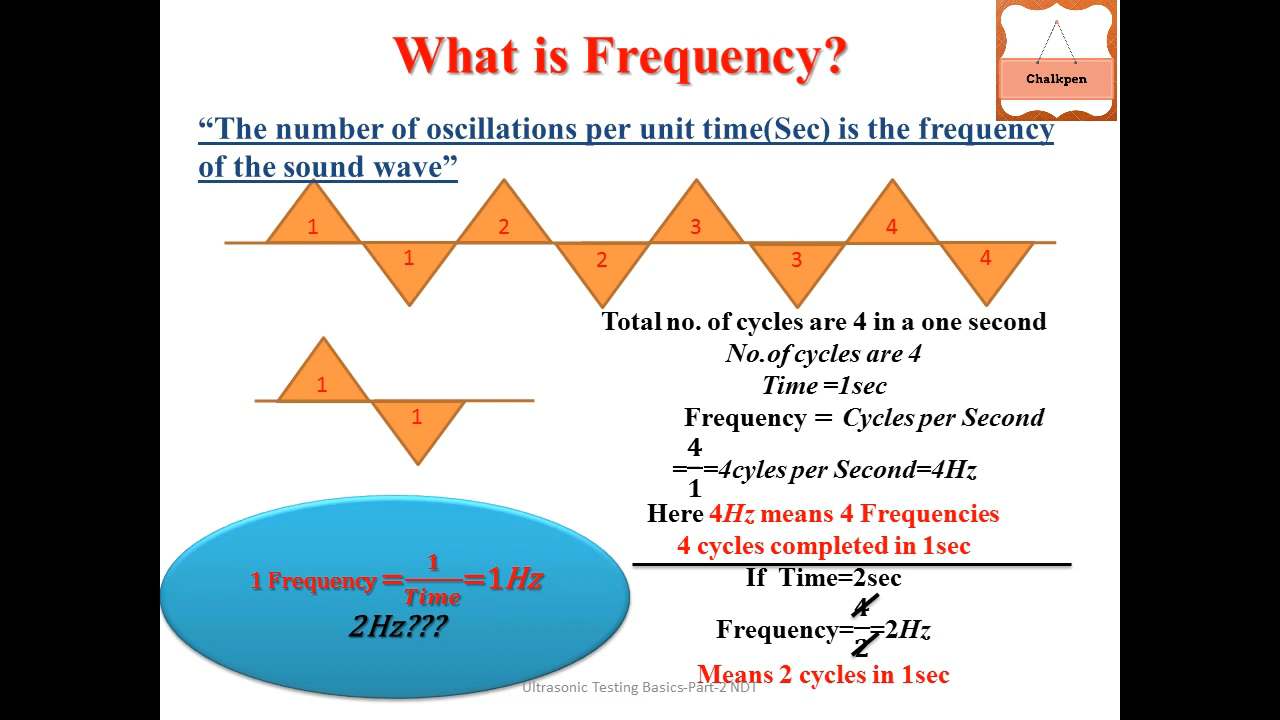 What is Frequency?
Chalkpen
“The number of oscillations per unit time(Sec) is the frequency
of the sound wave”
1
2
3
4
1
2
3
4
Total no. of cycles are 4 in a one second
No.of cycles are 4
Time =1sec
Frequency = Cycles per Second
=4/1=4cyles per Second=4Hz
Here 4Hz means 4 Frequencies
4 cycles completed in 1sec
1
1
1 Frequency =1/Time=1Hz
2Hz???
If Time=2sec
Frequency=4/2=2Hz
Means 2 cycles in 1sec
Ultrasonic Testing Basics-Part-2 NDT